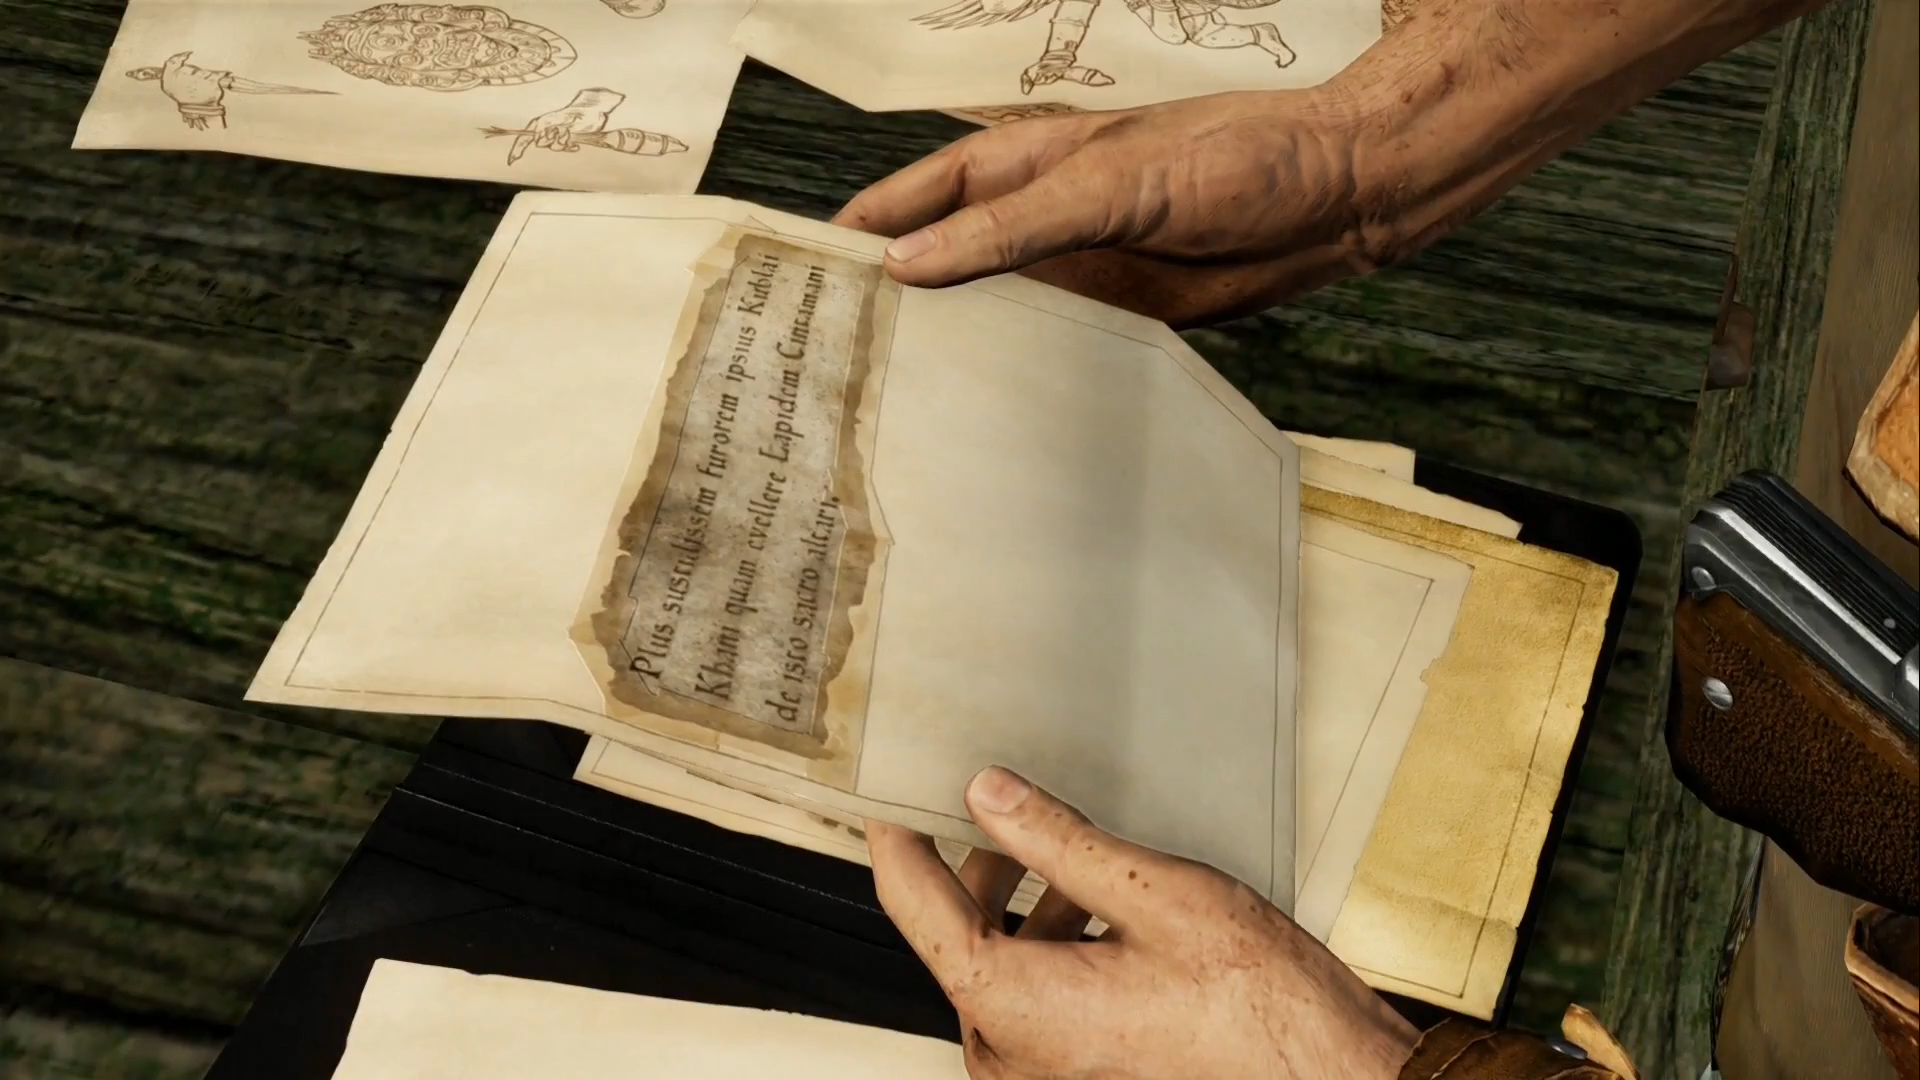 Plus sustulissem furorem ipsius Kublai
Khani quam evellere Lapidem Cintamani
de isto sacro altari.